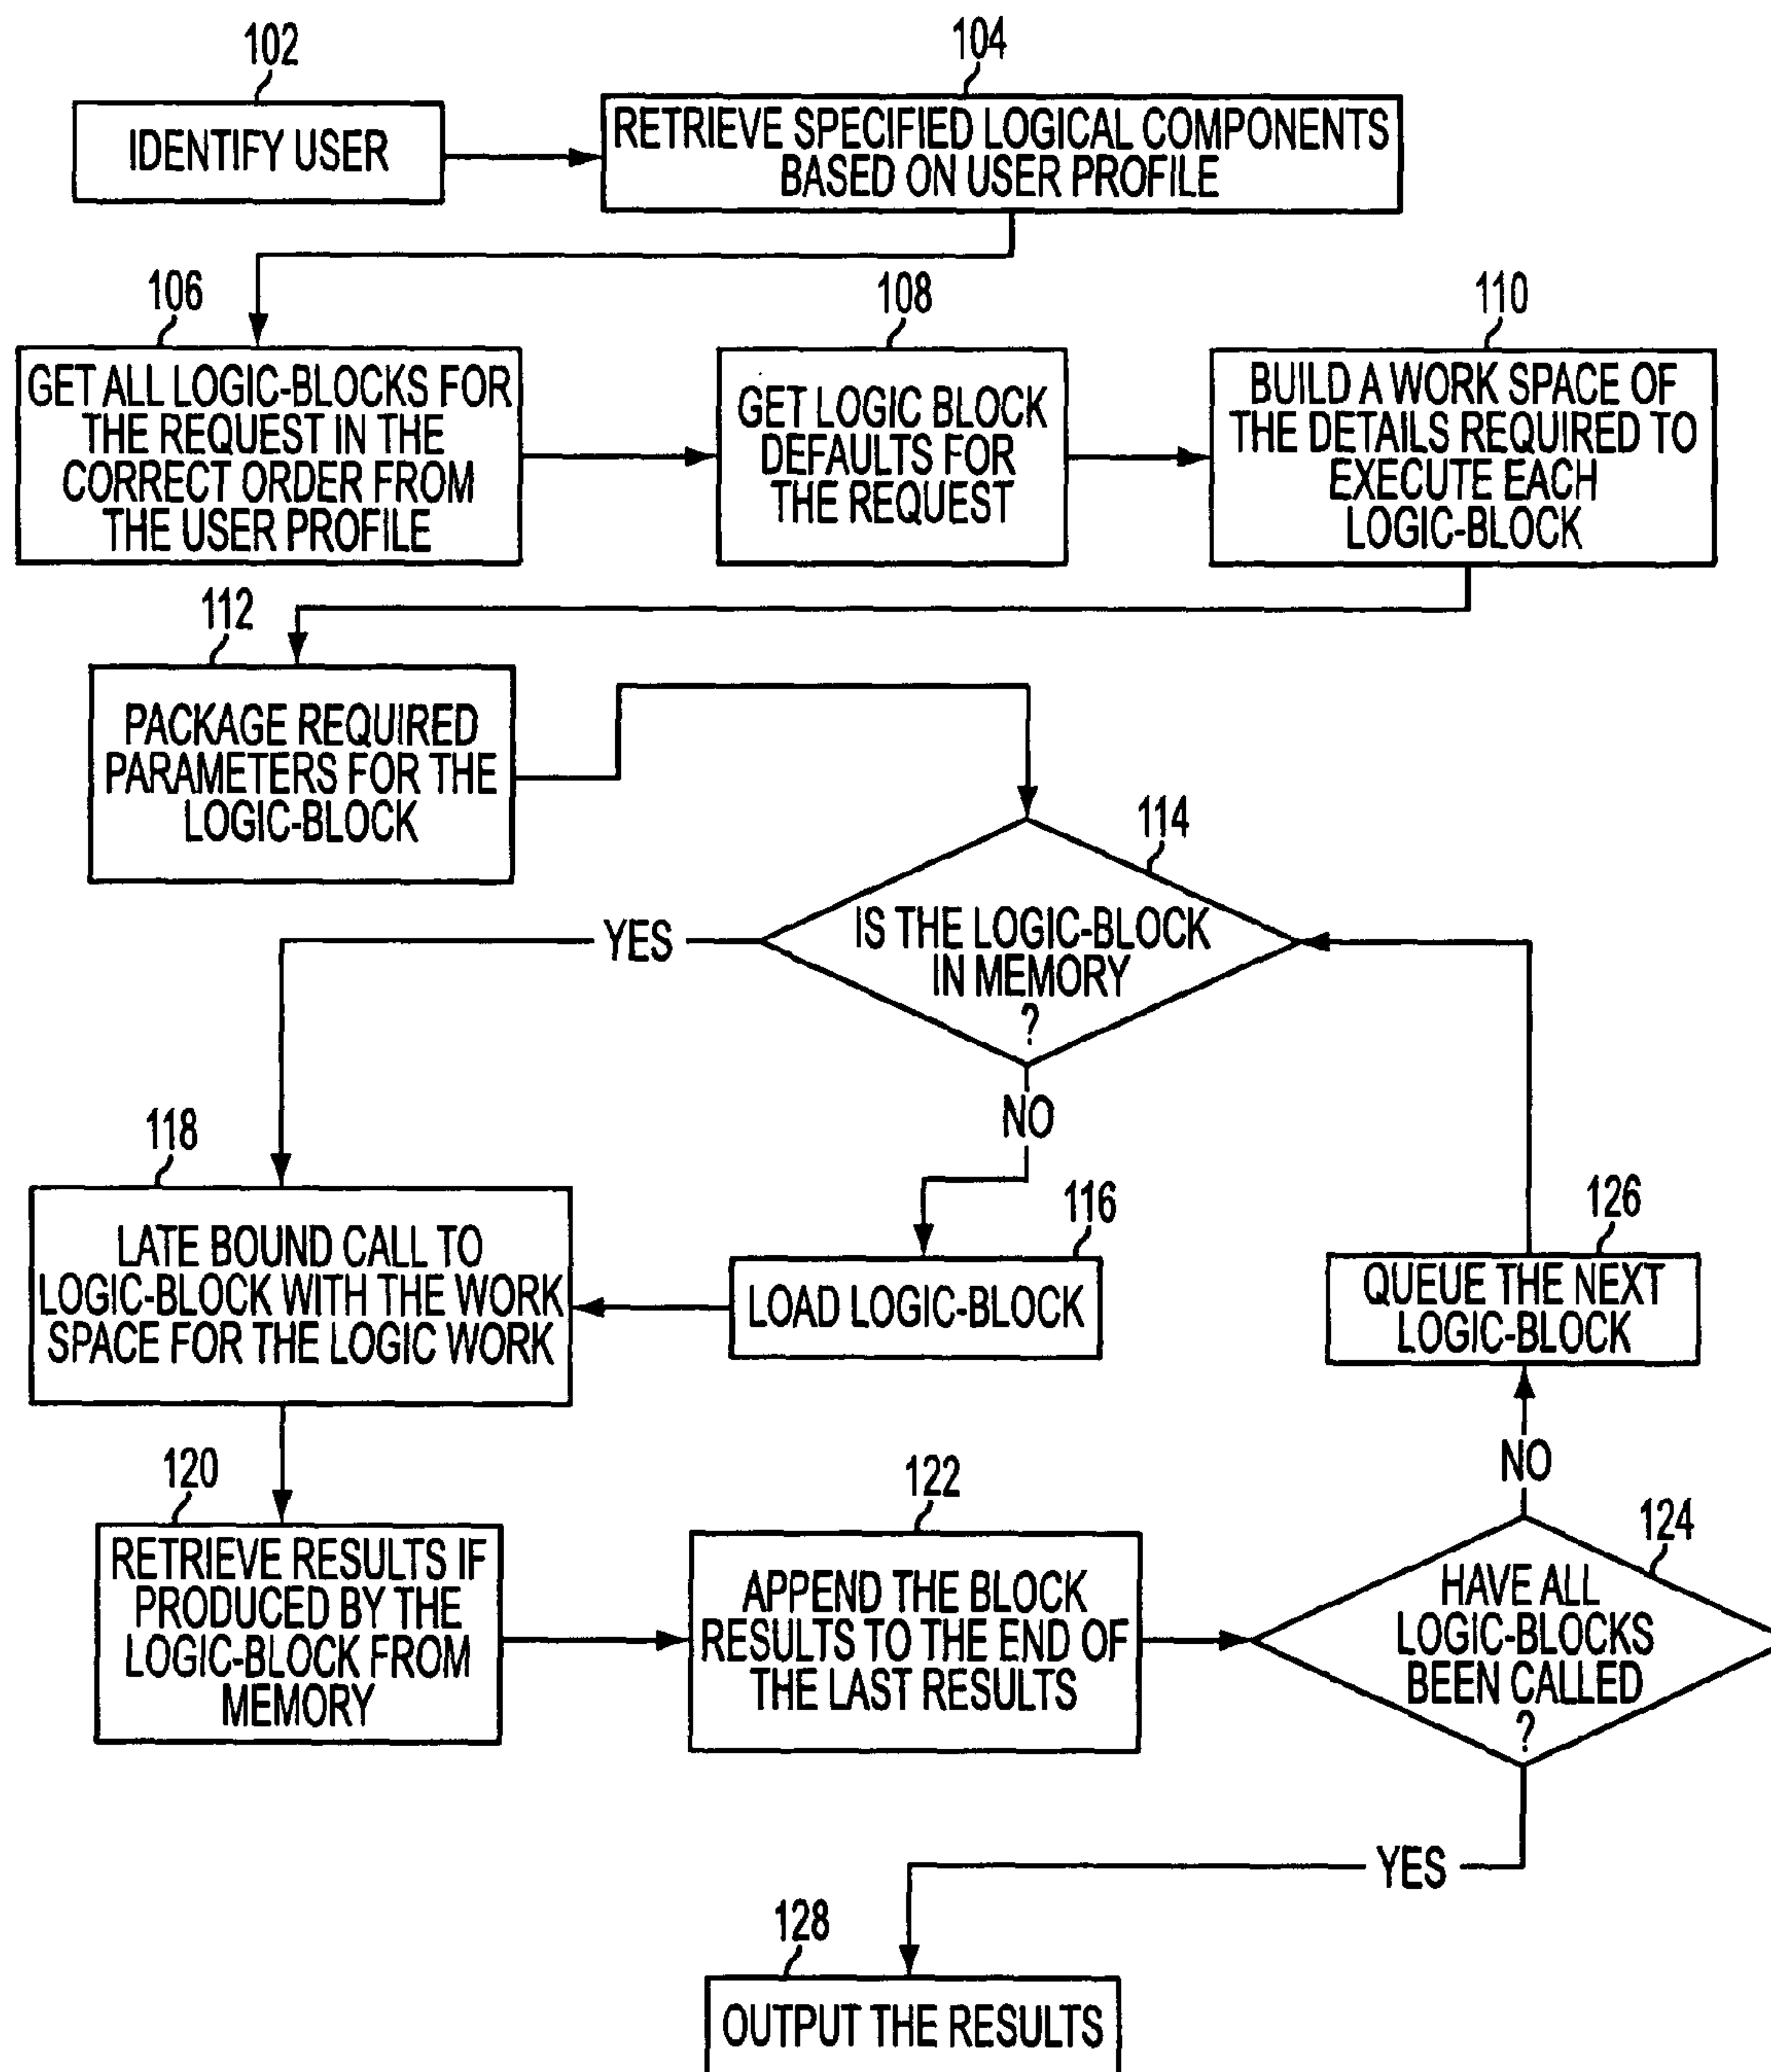 102
IDENTIFY USER
104
RETRIEVE SPECIFIED LOGICAL COMPONENTS
BASED ON USER PROFILE
106
GET ALL LOGIC-BLOCKS FOR
THE REQUEST IN THE
CORRECT ORDER FROM
THE USER PROFILE
108
GET LOGIC BLOCK
DEFAULTS FOR
THE REQUEST
110
BUILD A WORK SPACE OF
THE DETAILS REQUIRED TO
EXECUTE EACH
LOGIC-BLOCK
112
PACKAGE REQUIRED
PARAMETERS FOR THE
LOGIC-BLOCK
114
IS THE LOGIC-BLOCK
IN MEMORY
?
YES
NO
116
LOAD LOGIC-BLOCK
118
LATE BOUND CALL TO
LOGIC-BLOCK WITH THE WORK
SPACE FOR THE LOGIC WORK
120
RETRIEVE RESULTS IF
PRODUCED BY THE
LOGIC-BLOCK FROM
MEMORY
122
APPEND THE BLOCK
RESULTS TO THE END OF
THE LAST RESULTS
124
HAVE ALL
LOGIC-BLOCKS
BEEN CALLED
?
NO
126
QUEUE THE NEXT
LOGIC-BLOCK
YES
128
OUTPUT THE RESULTS